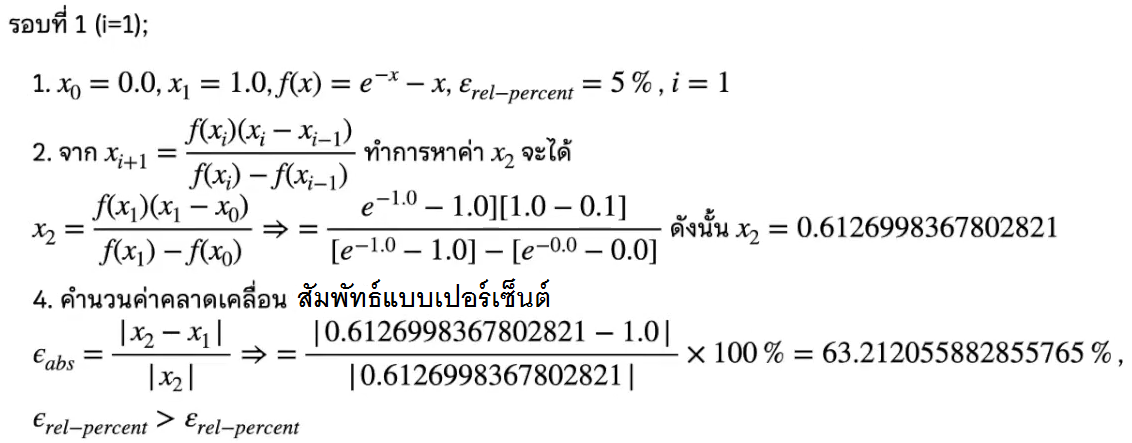 รอบที่ 1 (i=1);
1. x₀ = 0.0, x₁ = 1.0, f(x) = e⁻ˣ − x, ε_{rel−percent} = 5 % , i = 1
2. จาก x_{i+1} = \frac{f(x_i)(x_i − x_{i−1})}{f(x_i) − f(x_{i−1})} ทำการหาค่า x₂ จะได้
x₂ = \frac{f(x₁)(x₁ − x₀)}{f(x₁) − f(x₀)} ⇒ = \frac{e^{−1.0} − 1.0][1.0 − 0.1]}{[e^{−1.0} − 1.0] − [e^{−0.0} − 0.0]} ดังนั้น x₂ = 0.6126998367802821
4. คำนวนค่าคลาดเคลื่อน สัมพัทธ์แบบเปอร์เซ็นต์
ϵ_{abs} = \frac{|x₂ − x₁|}{|x₂|} ⇒ = \frac{|0.6126998367802821 − 1.0|}{|0.6126998367802821|} × 100 % = 63.212055882855765 % ,
ϵ_{rel−percent} > ε_{rel−percent}